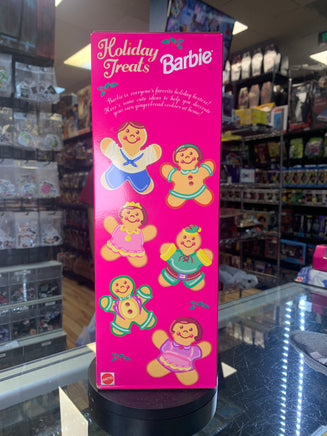 Holiday
Treats Barbie
Barbie is everyone's favorite holiday hostess!
Here's some cute ideas to help you decorate
your own gingerbread cookies at home!
MATTEL